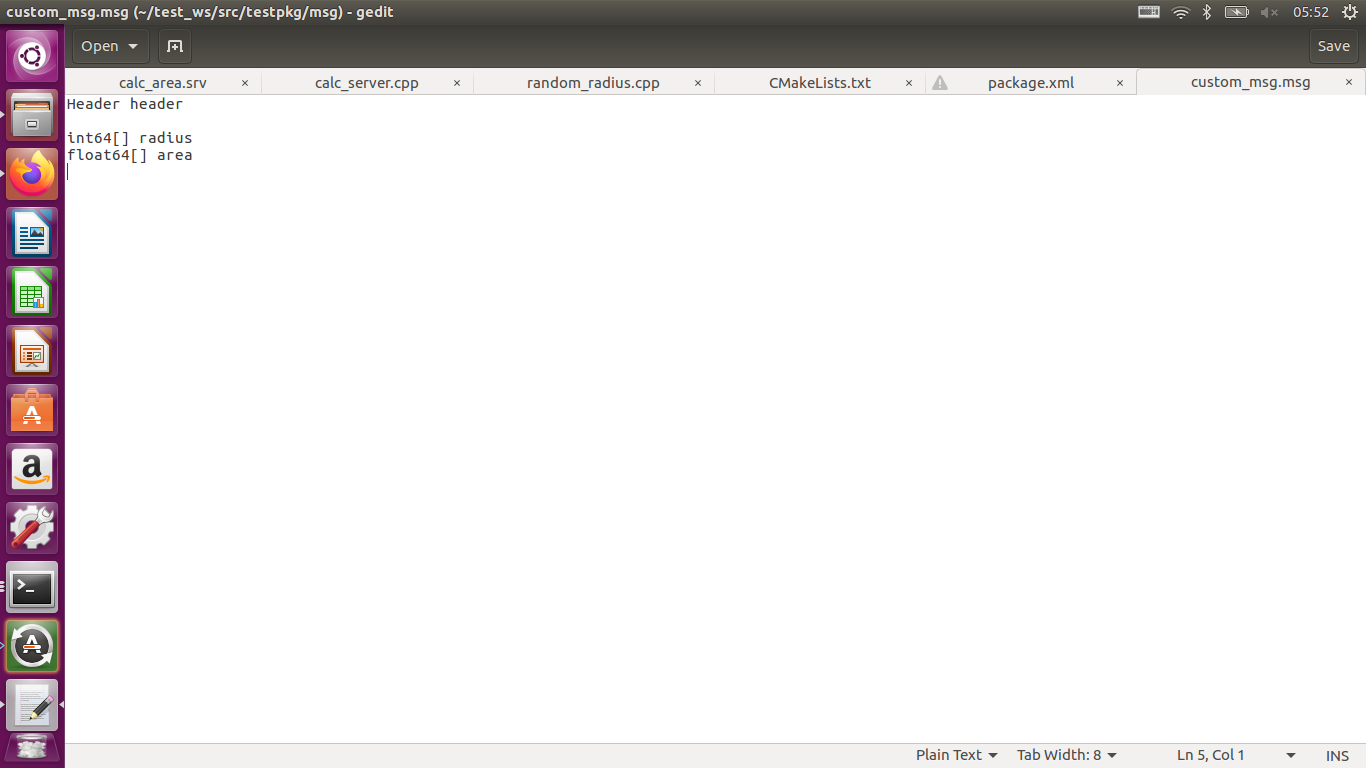 custom_msg.msg (~/test_ws/src/testpkg/msg) - gedit
05:52
Open
Save
calc_area.srv × calc_server.cpp × random_radius.cpp × CMakeLists.txt × package.xml × custom_msg.msg ×
Header header
int64[] radius
float64[] area
Plain Text Tab Width: 8 Ln 5, Col 1 INS